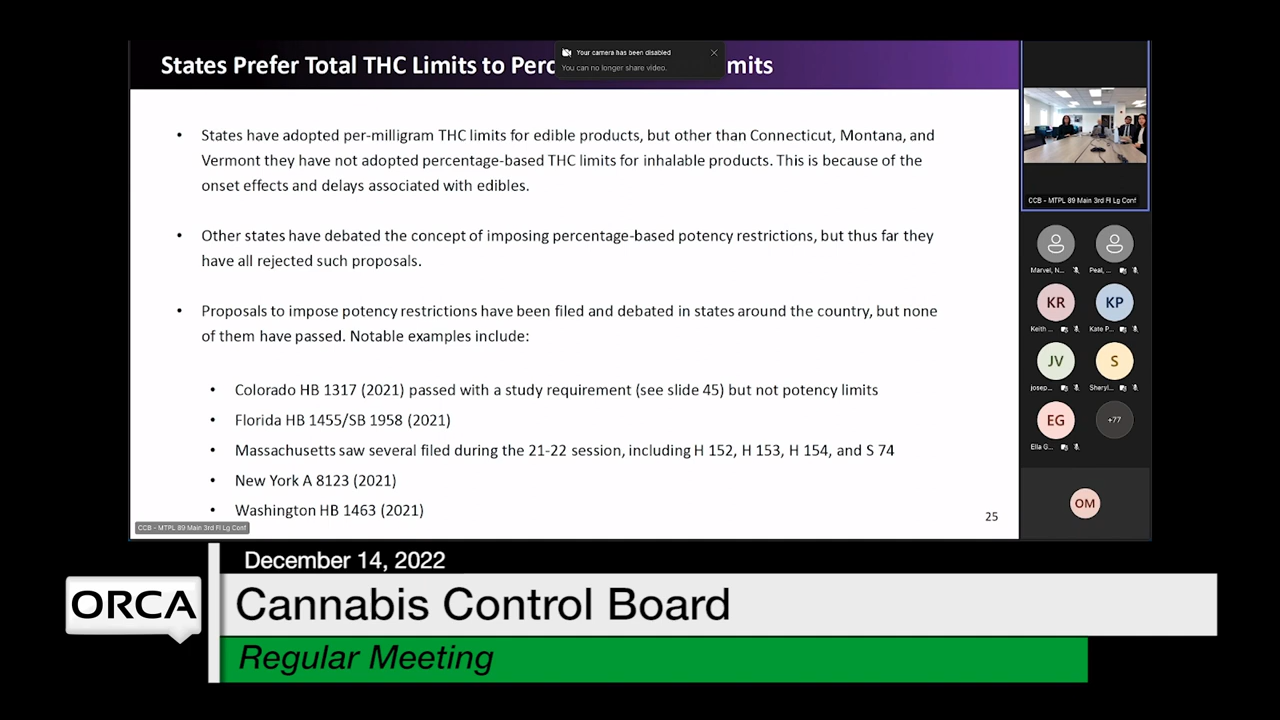 States Prefer Total THC Limits to Perc mits
Your camera has been disabled
You can no longer share video.
• States have adopted per-milligram THC limits for edible products, but other than Connecticut, Montana, and
Vermont they have not adopted percentage-based THC limits for inhalable products. This is because of the
onset effects and delays associated with edibles.
• Other states have debated the concept of imposing percentage-based potency restrictions, but thus far they
have all rejected such proposals.
• Proposals to impose potency restrictions have been filed and debated in states around the country, but none
of them have passed. Notable examples include:
• Colorado HB 1317 (2021) passed with a study requirement (see slide 45) but not potency limits
• Florida HB 1455/SB 1958 (2021)
• Massachusetts saw several filed during the 21-22 session, including H 152, H 153, H 154, and S 74
• New York A 8123 (2021)
• Washington HB 1463 (2021)
25
CCB - MTPL 89 Main 3rd Fl Lg Conf
CCB - MTPL 89 Main 3rd Fl Lg Conf
Marvel, N... Peal, ...
KR KP
Keith ... Kate P...
JV S
josep... Sheryl...
EG +77
Ella G...
OM
December 14, 2022
ORCA
Cannabis Control Board
Regular Meeting